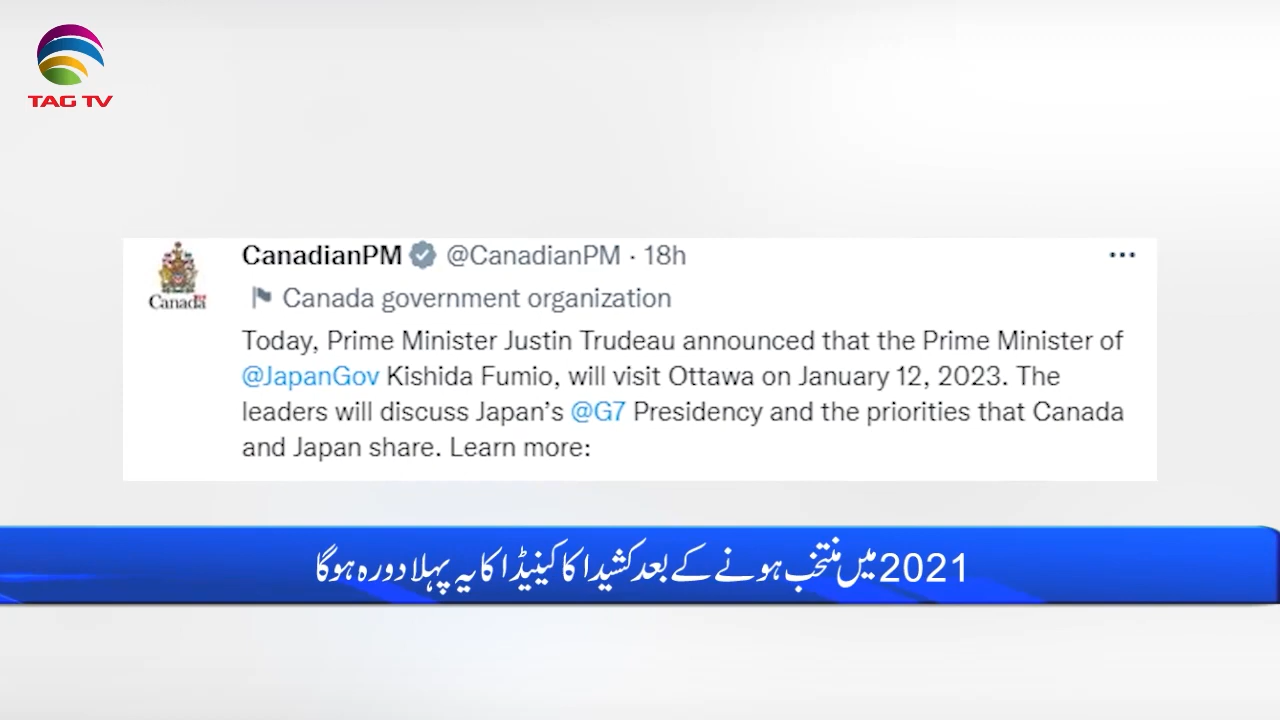 TAG TV
CanadianPM @CanadianPM · 18h
Canada government organization
Canada
Today, Prime Minister Justin Trudeau announced that the Prime Minister of
@JapanGov Kishida Fumio, will visit Ottawa on January 12, 2023. The
leaders will discuss Japan’s @G7 Presidency and the priorities that Canada
and Japan share. Learn more:
2021 میں منتخب ہونے کے بعد کشیدا کا کینیڈا کا یہ پہلا دورہ ہوگا